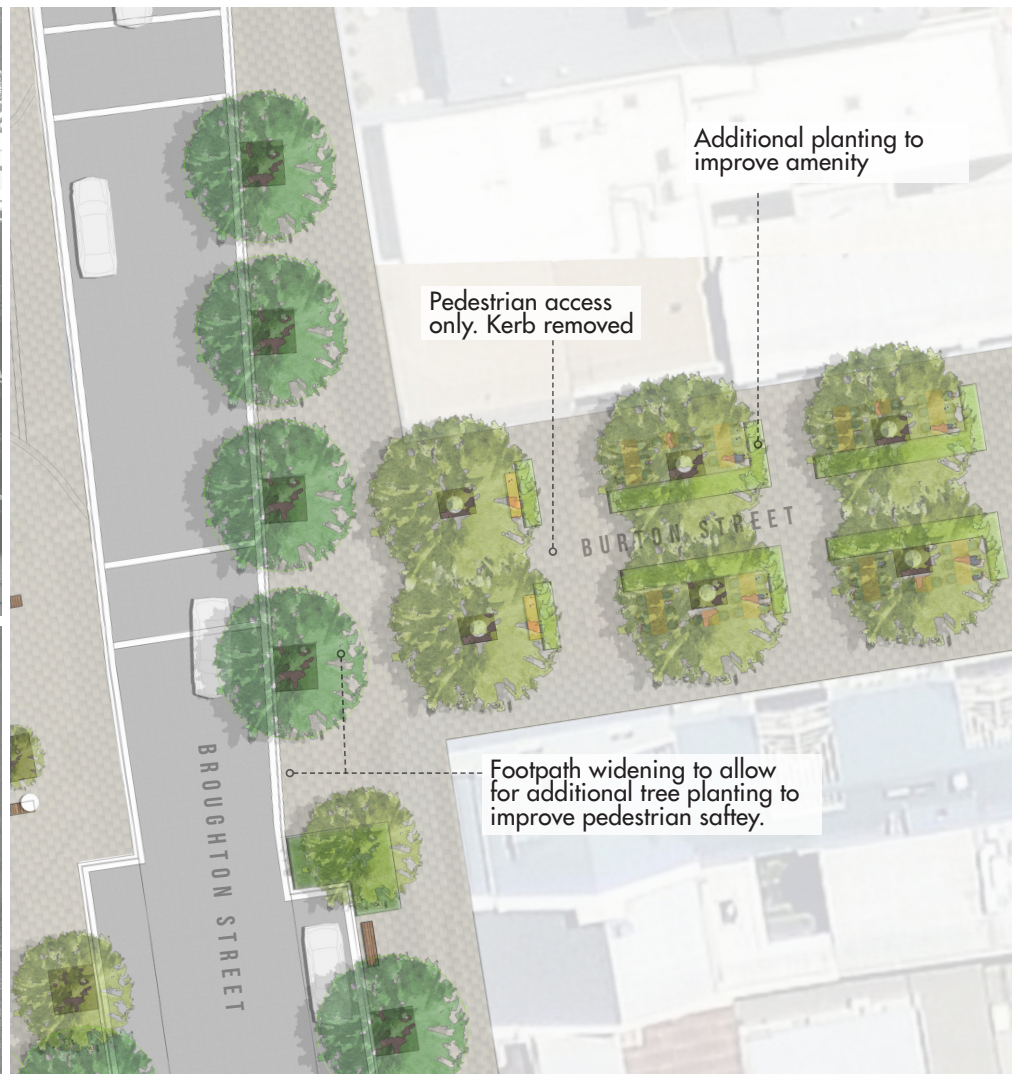 Additional planting to
improve amenity
Pedestrian access
only. Kerb removed
BURTON STREET
Footpath widening to allow
for additional tree planting to
improve pedestrian saftey.
BROUGHTON STREET